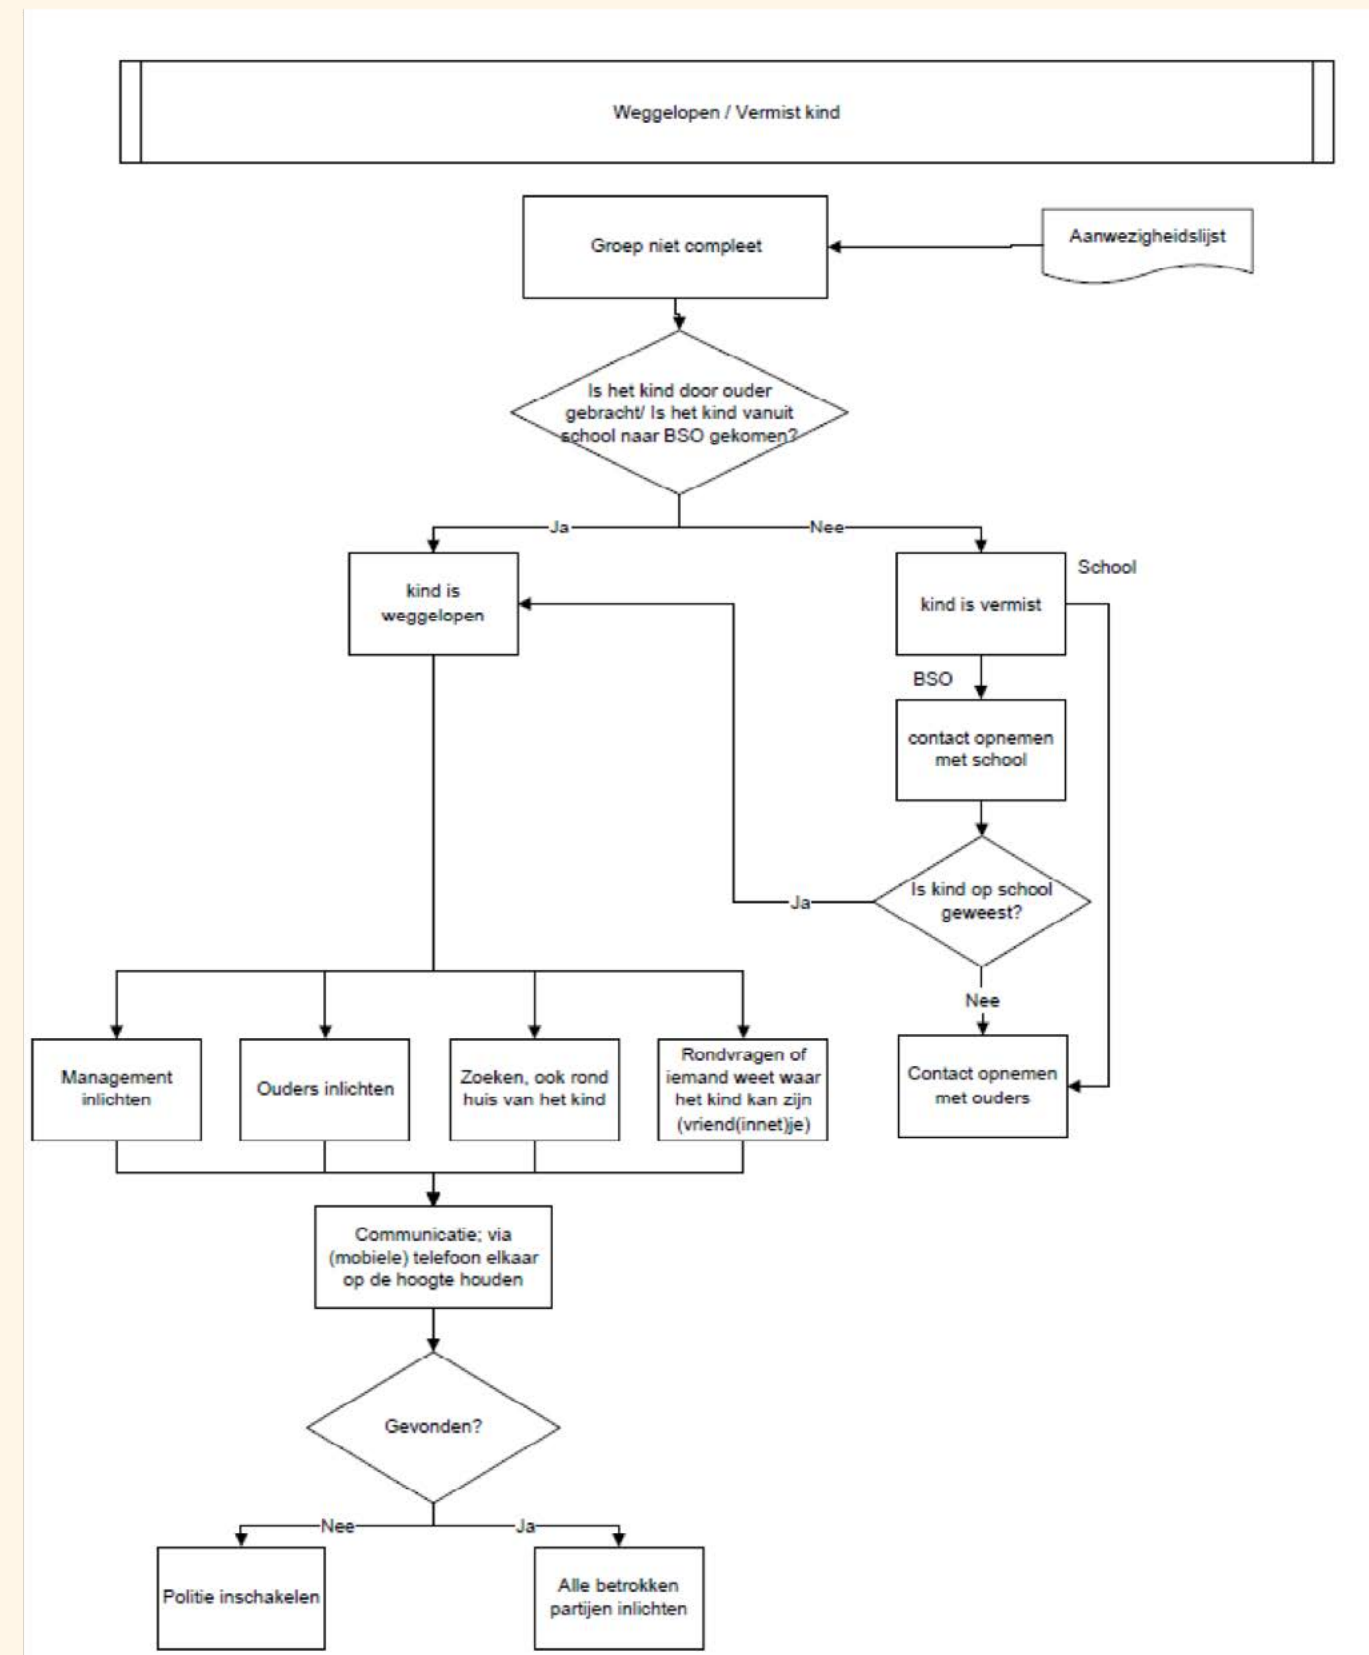 Weggelopen / Vermist kind
Groep niet compleet
Aanwezigheidslijst
Is het kind door ouder
gebracht/ Is het kind vanuit
school naar BSO gekomen?
Ja
Nee
kind is
weggelopen
kind is vermist
School
BSO
contact opnemen
met school
Is kind op school
geweest?
Ja
Nee
Management
inlichten
Ouders inlichten
Zoeken, ook rond
huis van het kind
Rondvragen of
iemand weet waar
het kind kan zijn
(vriend(innet)je)
Contact opnemen
met ouders
Communicatie; via
(mobiele) telefoon elkaar
op de hoogte houden
Gevonden?
Nee
Ja
Politie inschakelen
Alle betrokken
partijen inlichten